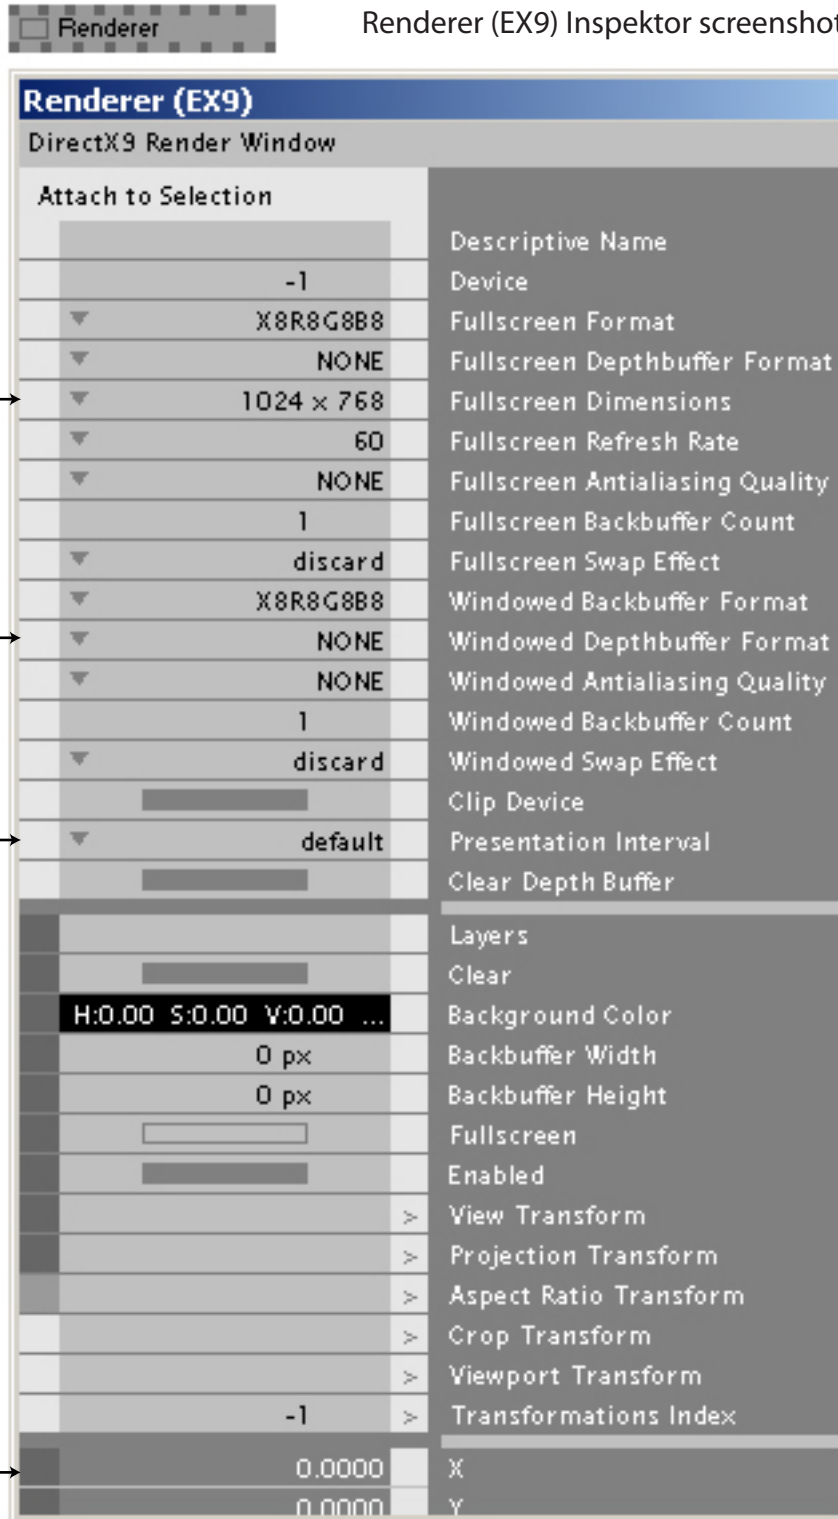 Renderer
Renderer (EX9) Inspektor screenshot
Renderer (EX9)
DirectX9 Render Window
Attach to Selection
Descriptive Name
-1 Device
X8R8G8B8 Fullscreen Format
NONE Fullscreen Depthbuffer Format
1024 x 768 Fullscreen Dimensions
60 Fullscreen Refresh Rate
NONE Fullscreen Antialiasing Quality
1 Fullscreen Backbuffer Count
discard Fullscreen Swap Effect
X8R8G8B8 Windowed Backbuffer Format
NONE Windowed Depthbuffer Format
NONE Windowed Antialiasing Quality
1 Windowed Backbuffer Count
discard Windowed Swap Effect
Clip Device
default Presentation Interval
Clear Depth Buffer
Layers
Clear
H:0.00 S:0.00 V:0.00 ... Background Color
0 px Backbuffer Width
0 px Backbuffer Height
Fullscreen
Enabled
> View Transform
> Projection Transform
> Aspect Ratio Transform
> Crop Transform
> Viewport Transform
-1 > Transformations Index
0.0000 X
0.0000 Y